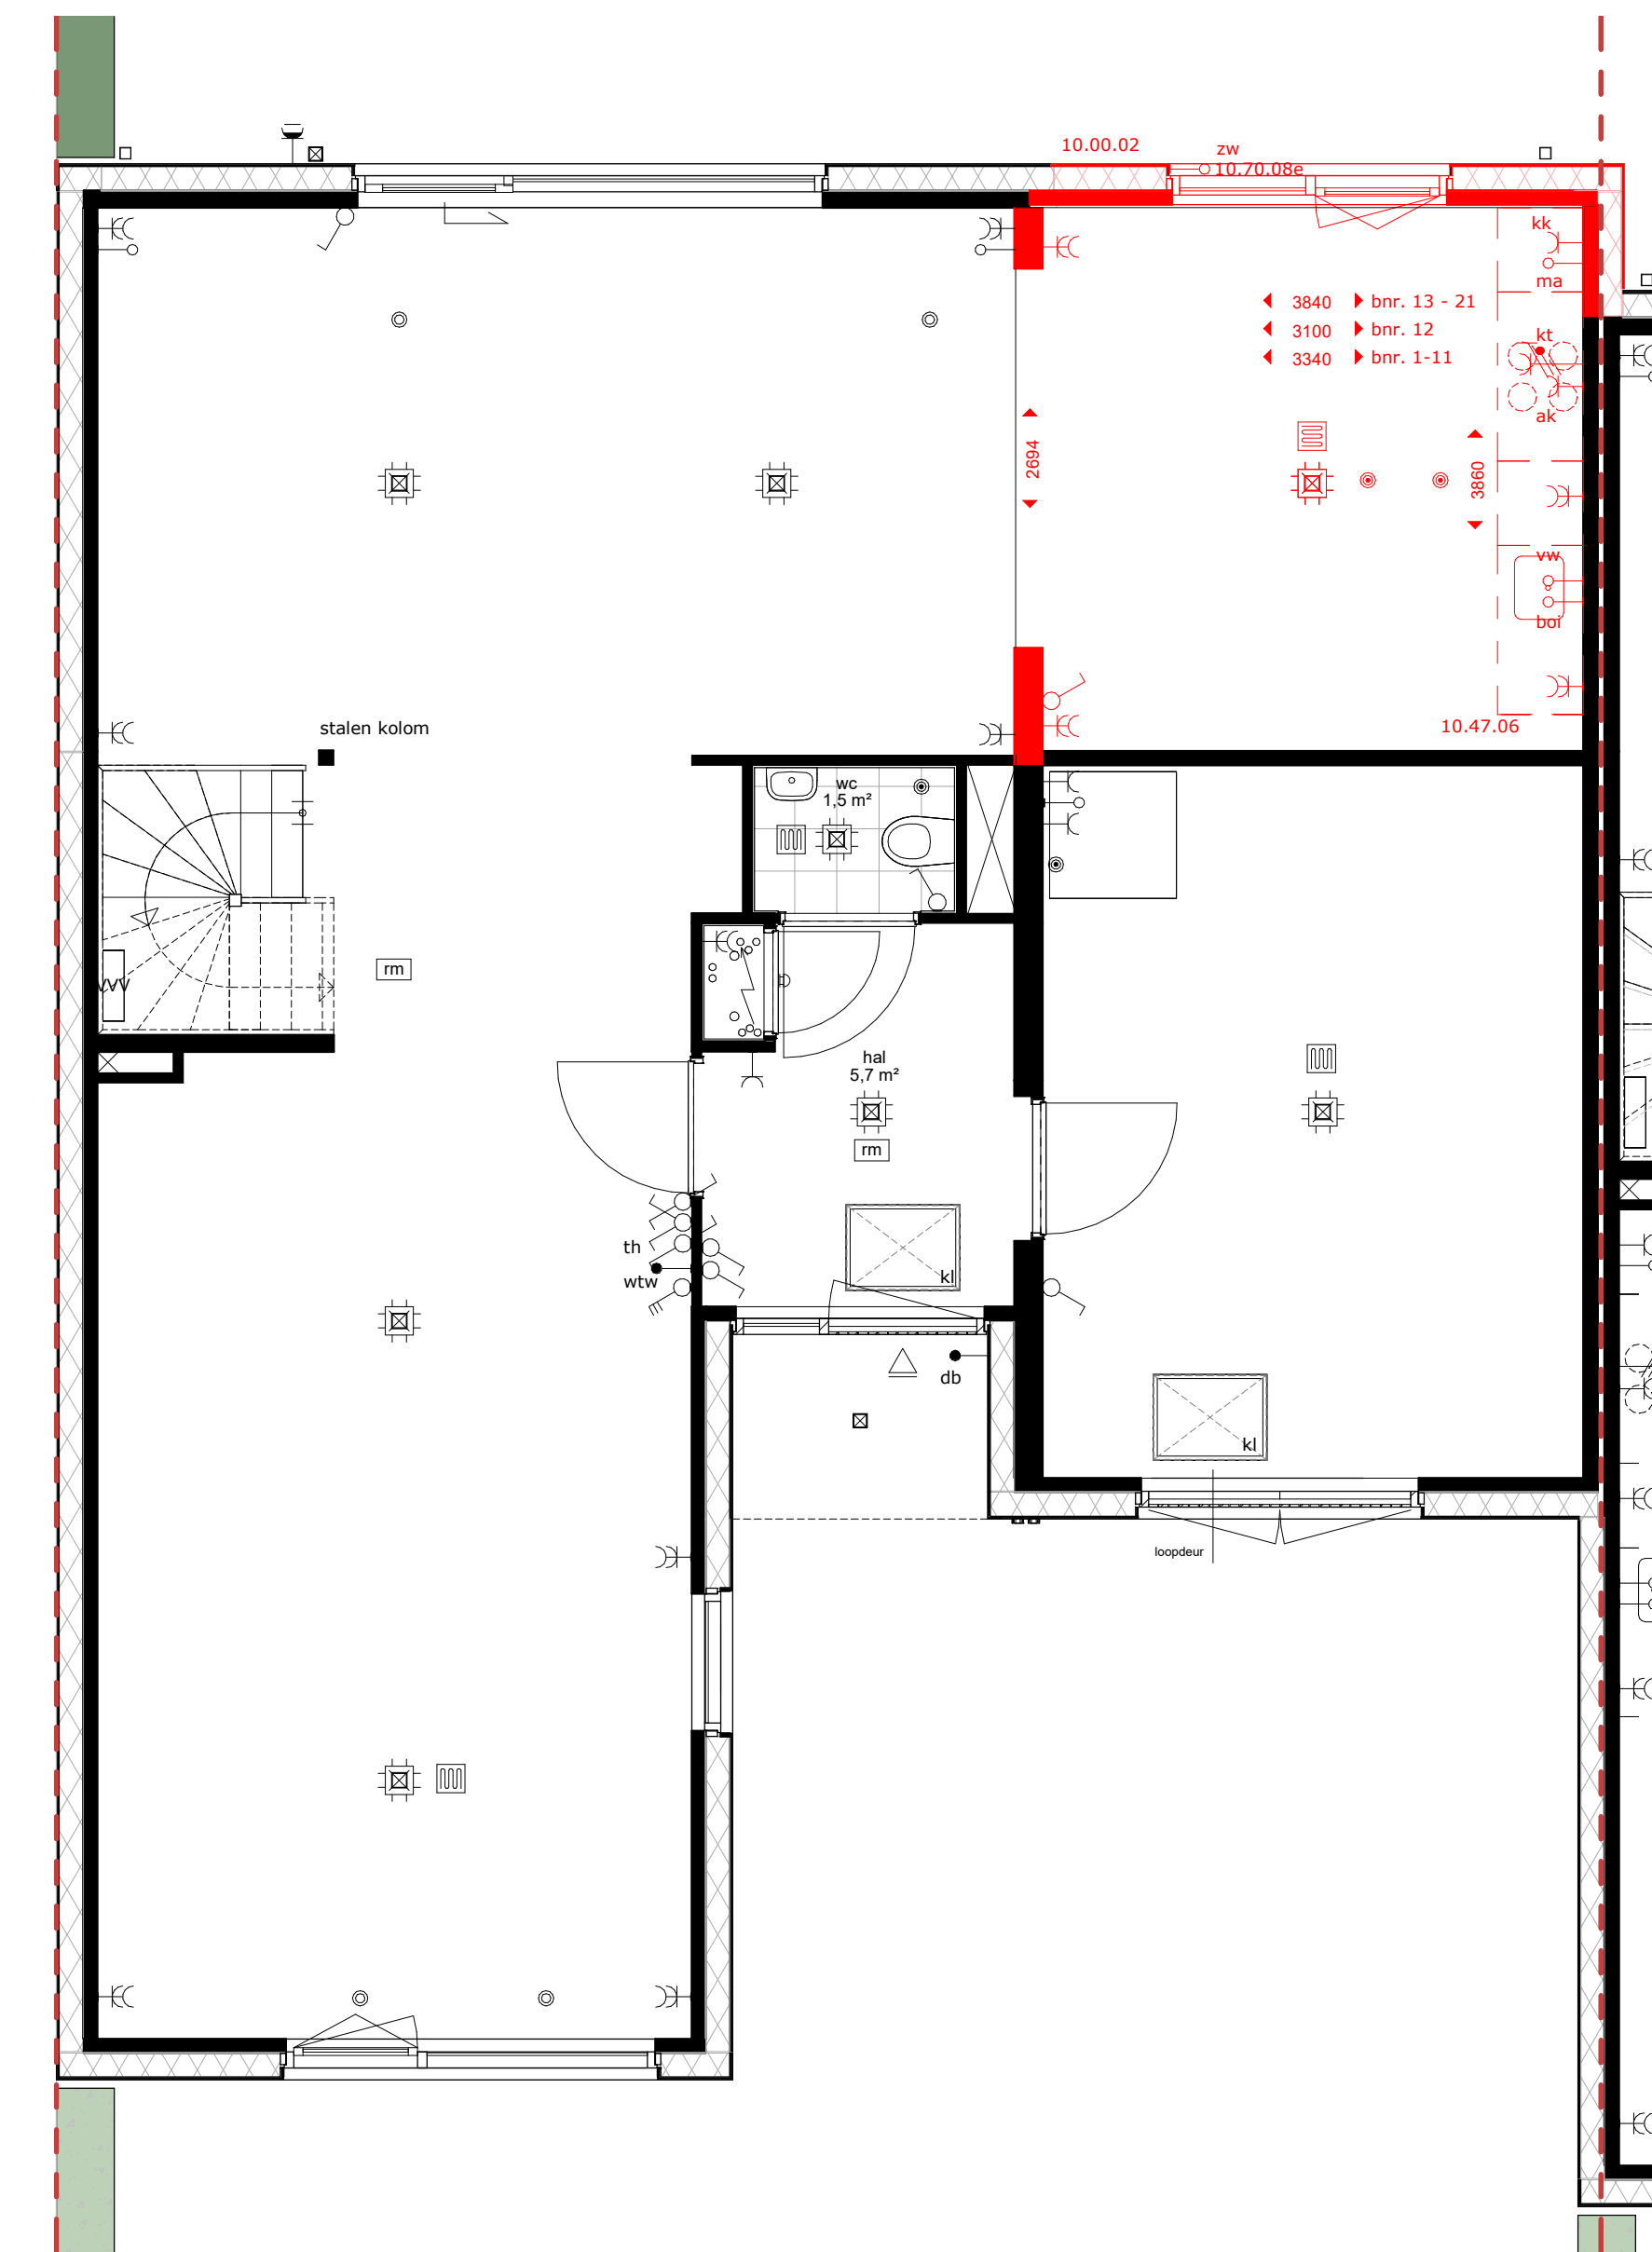 10.00.02
zw
10.70.08e
kk
ma
3840 bnr. 13 - 21
3100 bnr. 12
3340 bnr. 1-11
kt
ak
2694
3860
vw
boi
10.47.06
stalen kolom
wc
1,5 m²
rm
vvv
hal
5,7 m²
rm
th
wtw
kl
db
kl
loopdeur